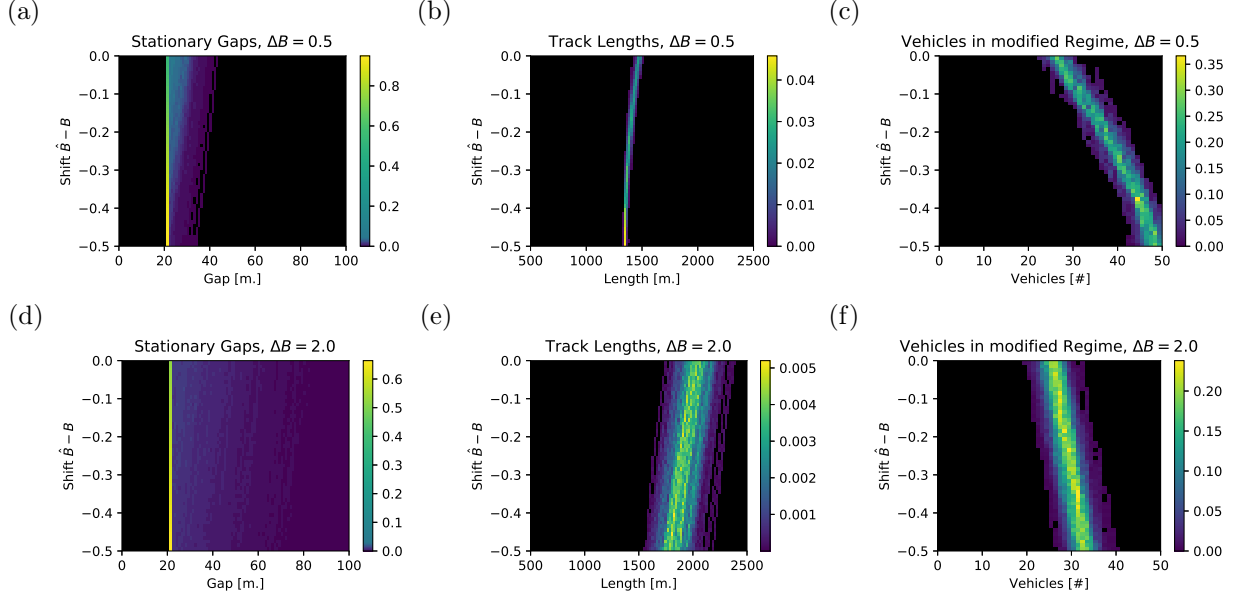 (a)
Stationary Gaps, ΔB = 0.5
0.0
−0.1
−0.2
−0.3
−0.4
−0.5
Shift B̂ − B
0 20 40 60 80 100
Gap [m.]
0.8
0.6
0.4
0.2
0.0
(b)
Track Lengths, ΔB = 0.5
0.0
−0.1
−0.2
−0.3
−0.4
−0.5
Shift B̂ − B
500 1000 1500 2000 2500
Length [m.]
0.04
0.03
0.02
0.01
0.00
(c)
Vehicles in modified Regime, ΔB = 0.5
0.0
−0.1
−0.2
−0.3
−0.4
−0.5
Shift B̂ − B
0 10 20 30 40 50
Vehicles [#]
0.35
0.30
0.25
0.20
0.15
0.10
0.05
0.00
(d)
Stationary Gaps, ΔB = 2.0
0.0
−0.1
−0.2
−0.3
−0.4
−0.5
Shift B̂ − B
0 20 40 60 80 100
Gap [m.]
0.6
0.5
0.4
0.3
0.2
0.1
0.0
(e)
Track Lengths, ΔB = 2.0
0.0
−0.1
−0.2
−0.3
−0.4
−0.5
Shift B̂ − B
500 1000 1500 2000 2500
Length [m.]
0.005
0.004
0.003
0.002
0.001
(f)
Vehicles in modified Regime, ΔB = 2.0
0.0
−0.1
−0.2
−0.3
−0.4
−0.5
Shift B̂ − B
0 10 20 30 40 50
Vehicles [#]
0.20
0.15
0.10
0.05
0.00